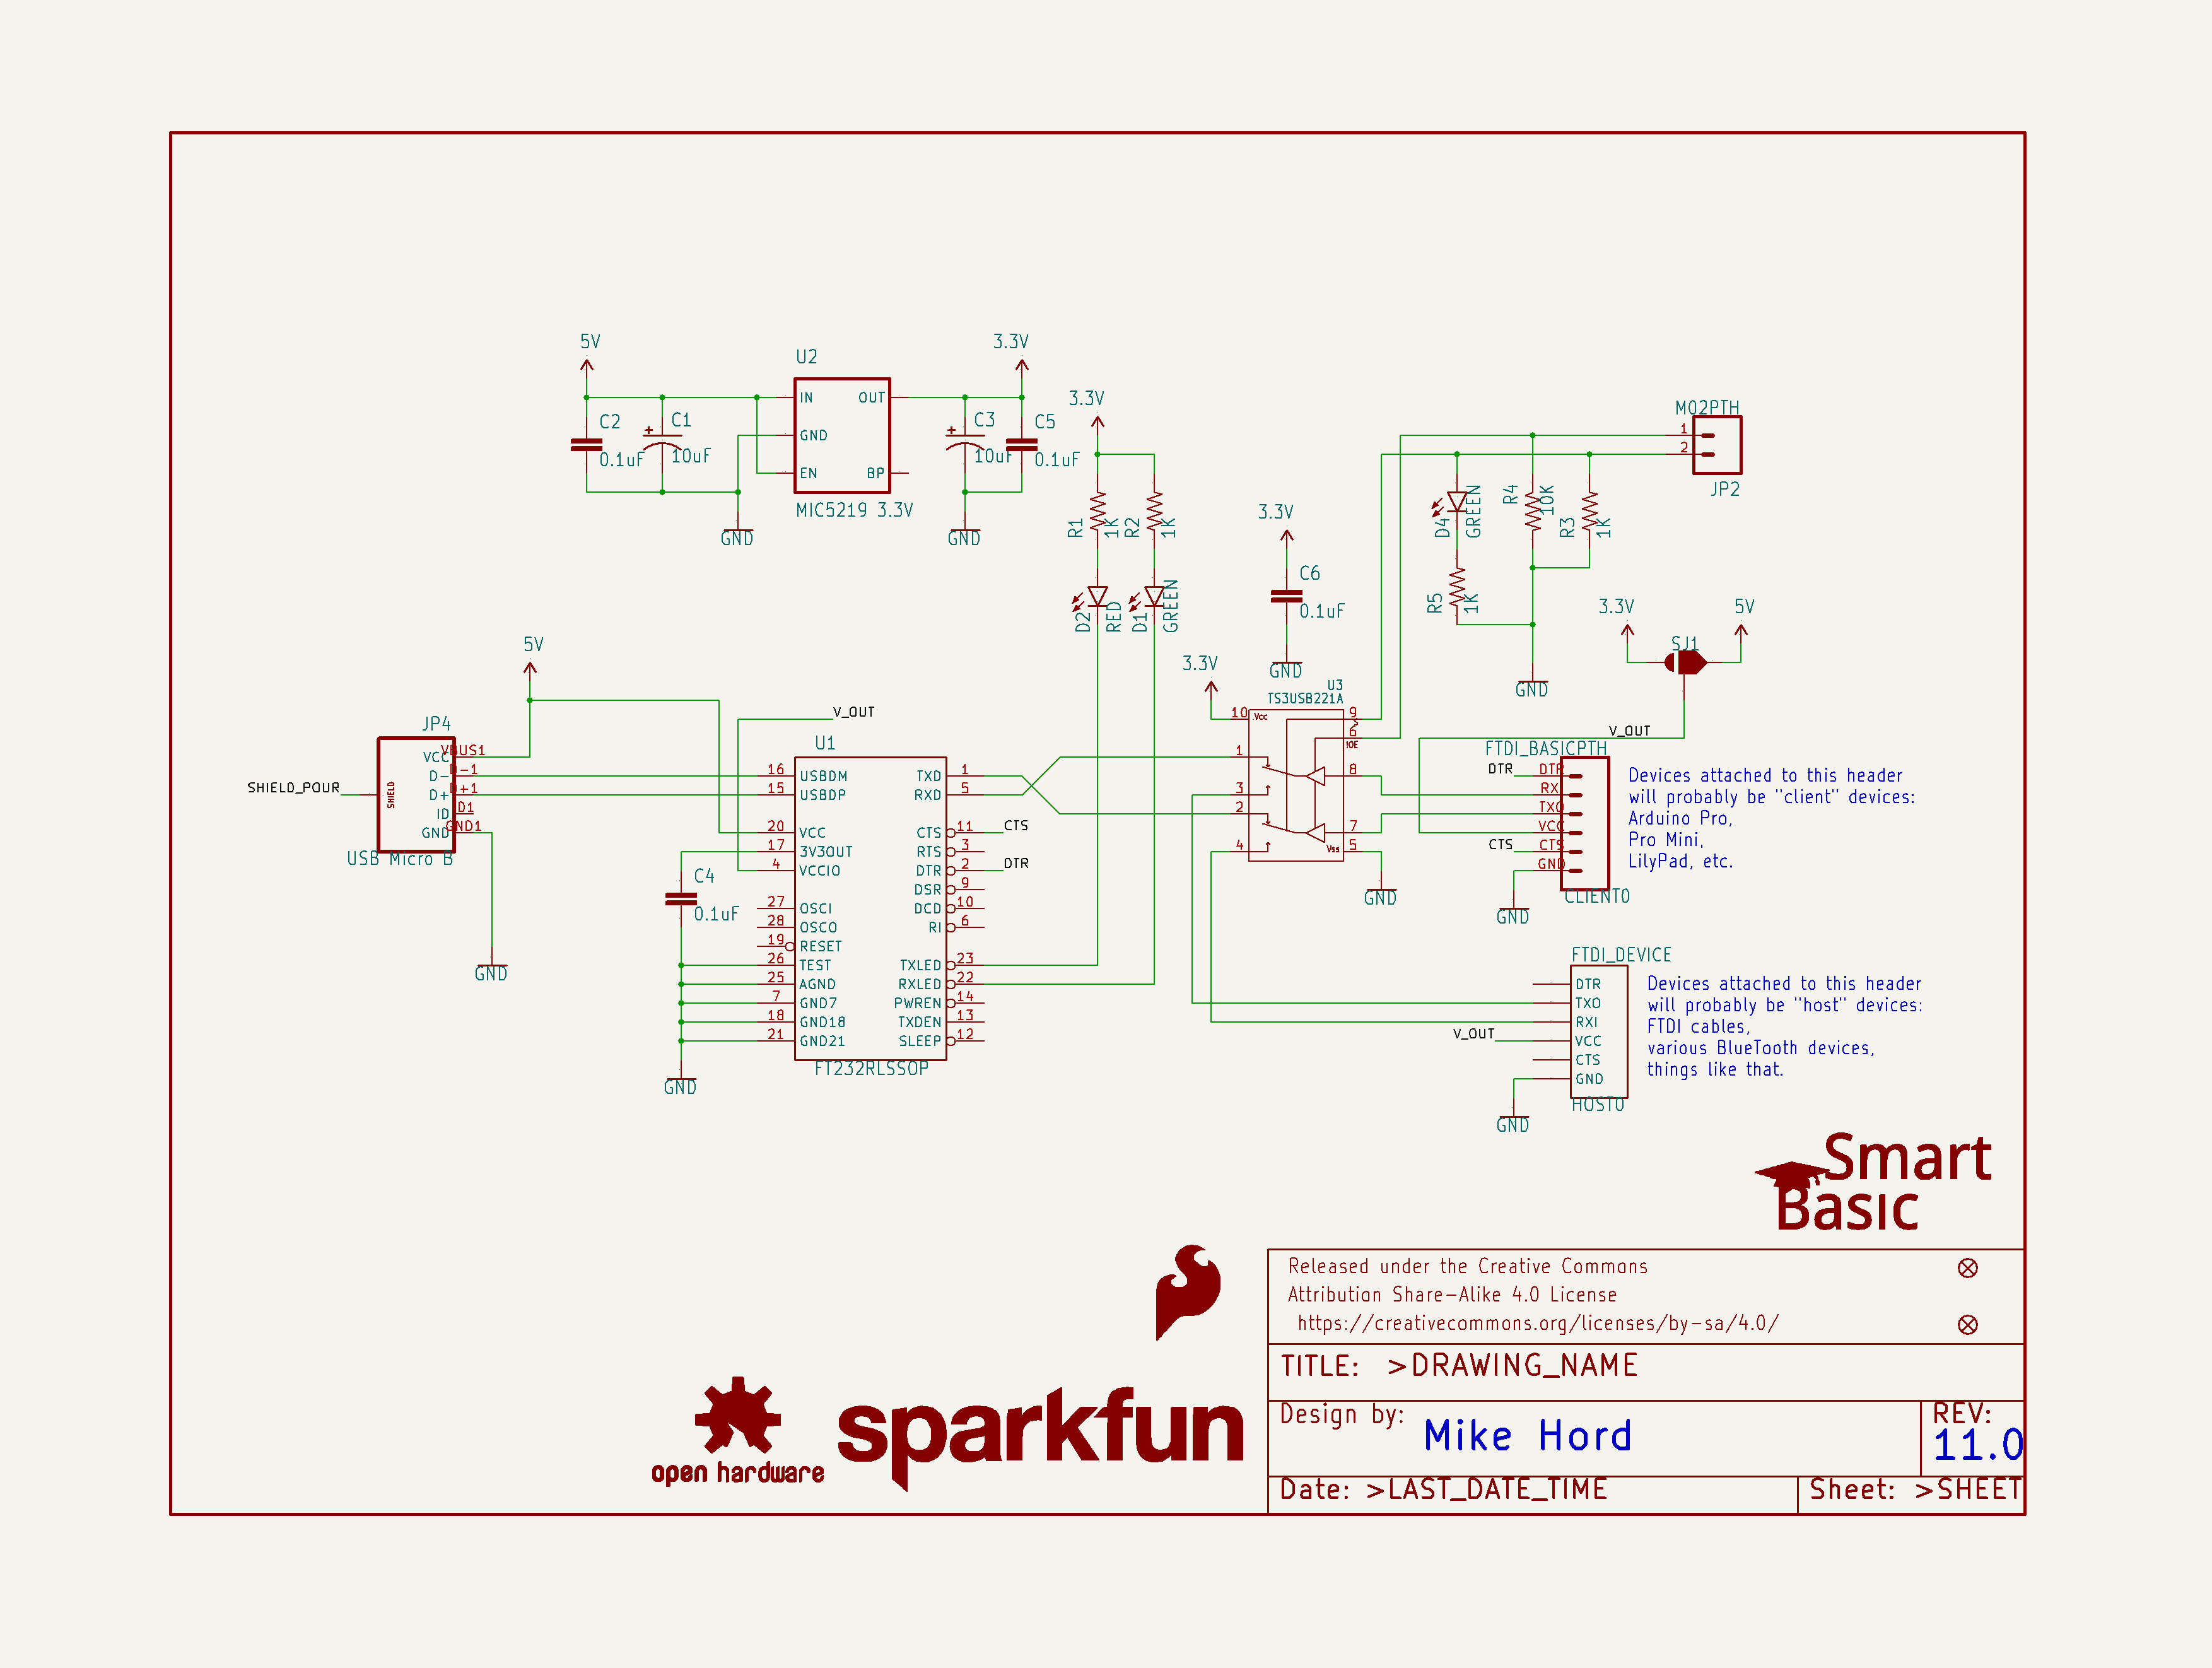 5V
C2
0.1uF
C1
10uF
U2
IN
GND
EN
OUT
BP
MIC5219 3.3V
GND
3.3V
C3
10uF
C5
0.1uF
GND
3.3V
R1
1K
R2
1K
D2
RED
D1
GREEN
3.3V
C6
0.1uF
GND
M02PTH
1
2
JP2
D4
GREEN
R4
10K
R3
1K
R5
1K
GND
3.3V
5V
SJ1
V_OUT
5V
JP4
SHIELD_POUR
SHIELD
VCC
VBUS1
D-
D-1
D+
D+1
ID
ID1
GND
GND1
USB Micro B
GND
V_OUT
U1
16 USBDM
15 USBDP
20 VCC
17 3V3OUT
4 VCCIO
27 OSCI
28 OSCO
19 RESET
26 TEST
25 AGND
7 GND7
18 GND18
21 GND21
TXD 1
RXD 5
CTS 11 CTS
RTS 3
DTR 2 DTR
DSR 9
DCD 10
RI 6
TXLED 23
RXLED 22
PWREN 14
TXDEN 13
SLEEP 12
FT232RLSSOP
C4
0.1uF
GND
3.3V
U3
TS3USB221A
10 Vcc
9
S
6
!OE
1
8
3
2
7
4
Vss 5
GND
FTDI_BASICPTH
DTR DTR
RXI
TXO
VCC
CTS CTS
GND
CLIENT0
GND
Devices attached to this header
will probably be "client" devices:
Arduino Pro,
Pro Mini,
LilyPad, etc.
FTDI_DEVICE
DTR
TXO
RXI
V_OUT VCC
CTS
GND
HOST0
GND
Devices attached to this header
will probably be "host" devices:
FTDI cables,
various BlueTooth devices,
things like that.
Smart
Basic
Released under the Creative Commons
Attribution Share-Alike 4.0 License
https://creativecommons.org/licenses/by-sa/4.0/
TITLE: >DRAWING_NAME
Design by: Mike Hord
REV:
11.0
Date: >LAST_DATE_TIME
Sheet: >SHEET
open hardware
sparkfun